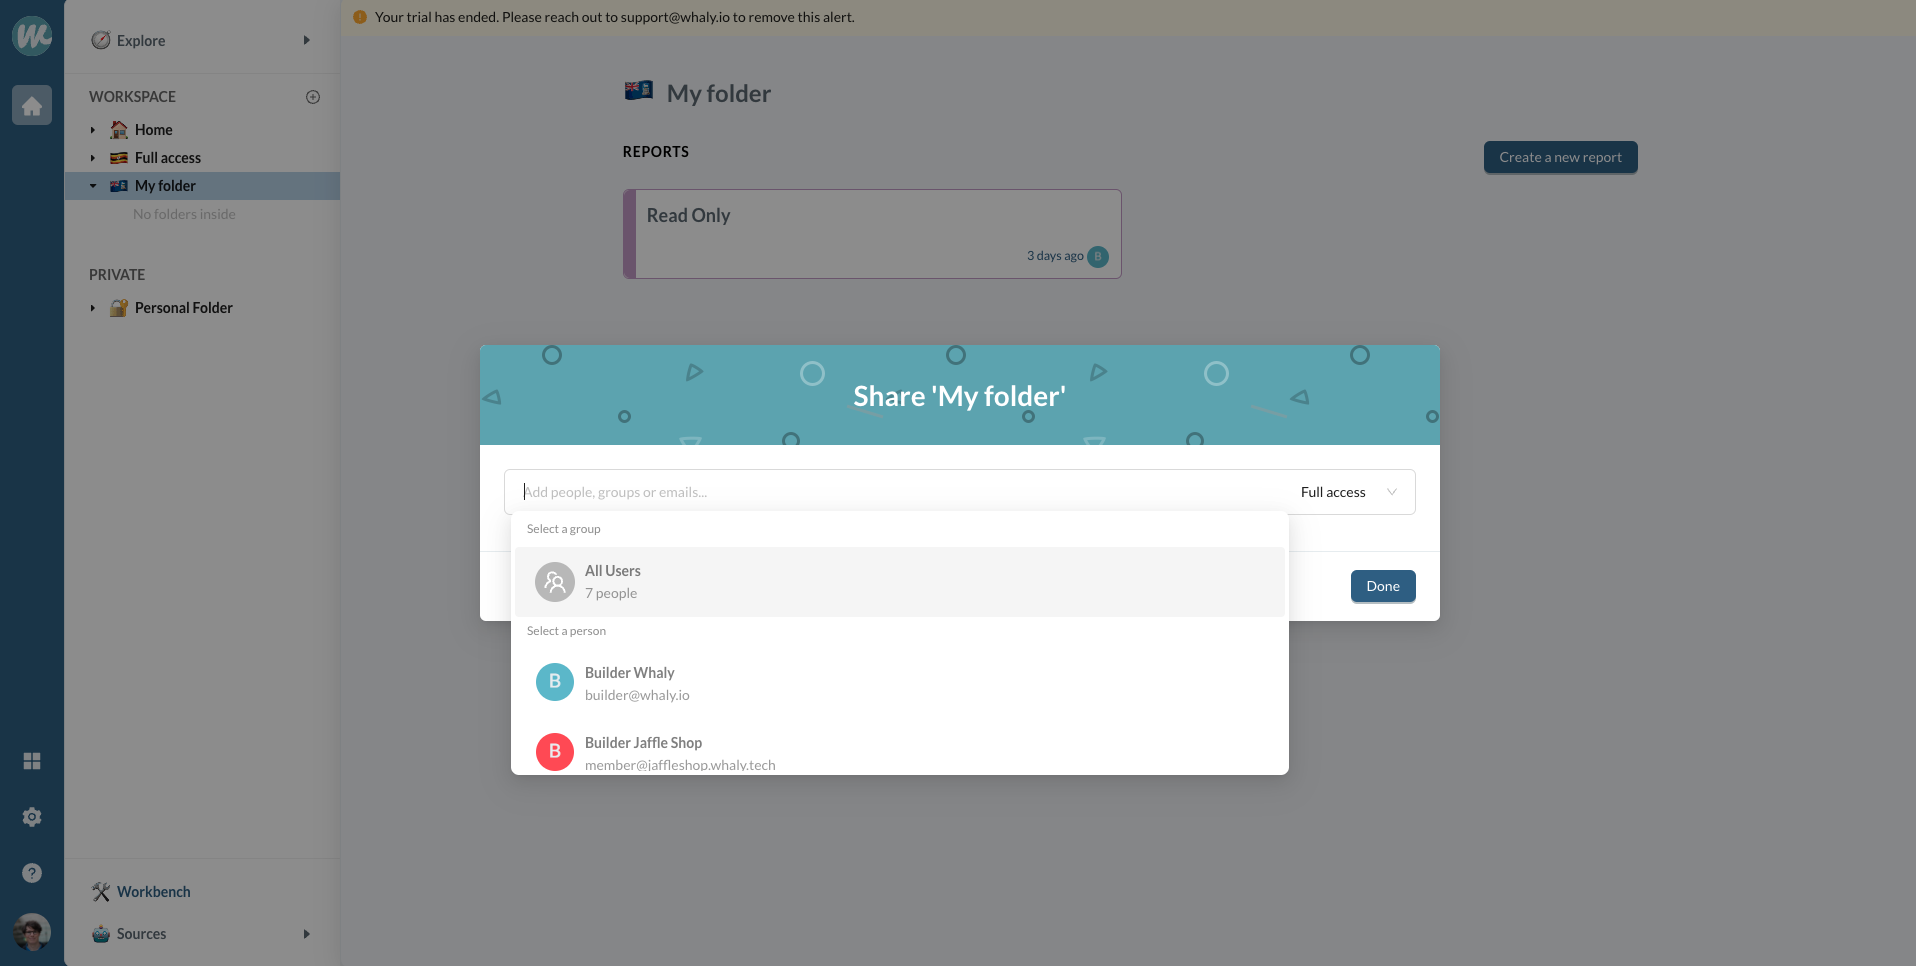 Your trial has ended. Please reach out to support@whaly.io to remove this alert.
Explore
WORKSPACE
Home
Full access
My folder
No folders inside
PRIVATE
Personal Folder
Workbench
Sources
My folder
REPORTS
Create a new report
Read Only
3 days ago B
Share 'My folder'
Add people, groups or emails...
Full access
Select a group
All Users
7 people
Select a person
B
Builder Whaly
builder@whaly.io
B
Builder Jaffle Shop
member@jaffleshop.whaly.tech
Done